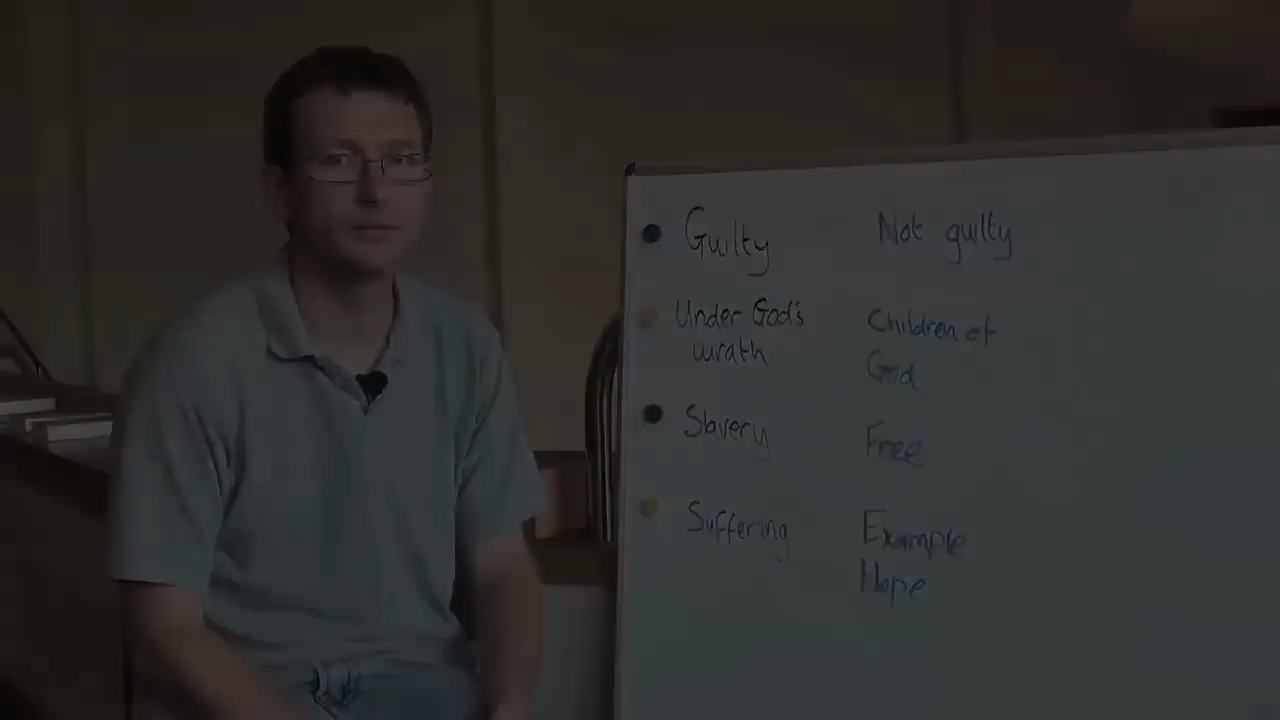 Guilty Not guilty
Under God's Children of
wrath God
Slavery Free
Suffering Example
Hope